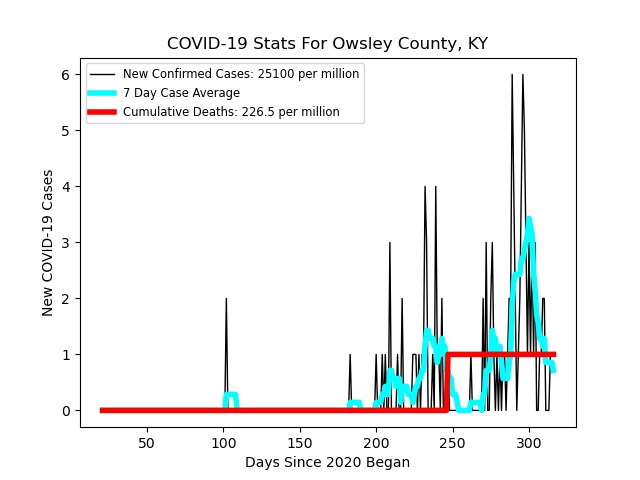 COVID-19 Stats For Owsley County, KY
New Confirmed Cases: 25100 per million
7 Day Case Average
Cumulative Deaths: 226.5 per million
New COVID-19 Cases
6
5
4
3
2
1
0
50 100 150 200 250 300
Days Since 2020 Began